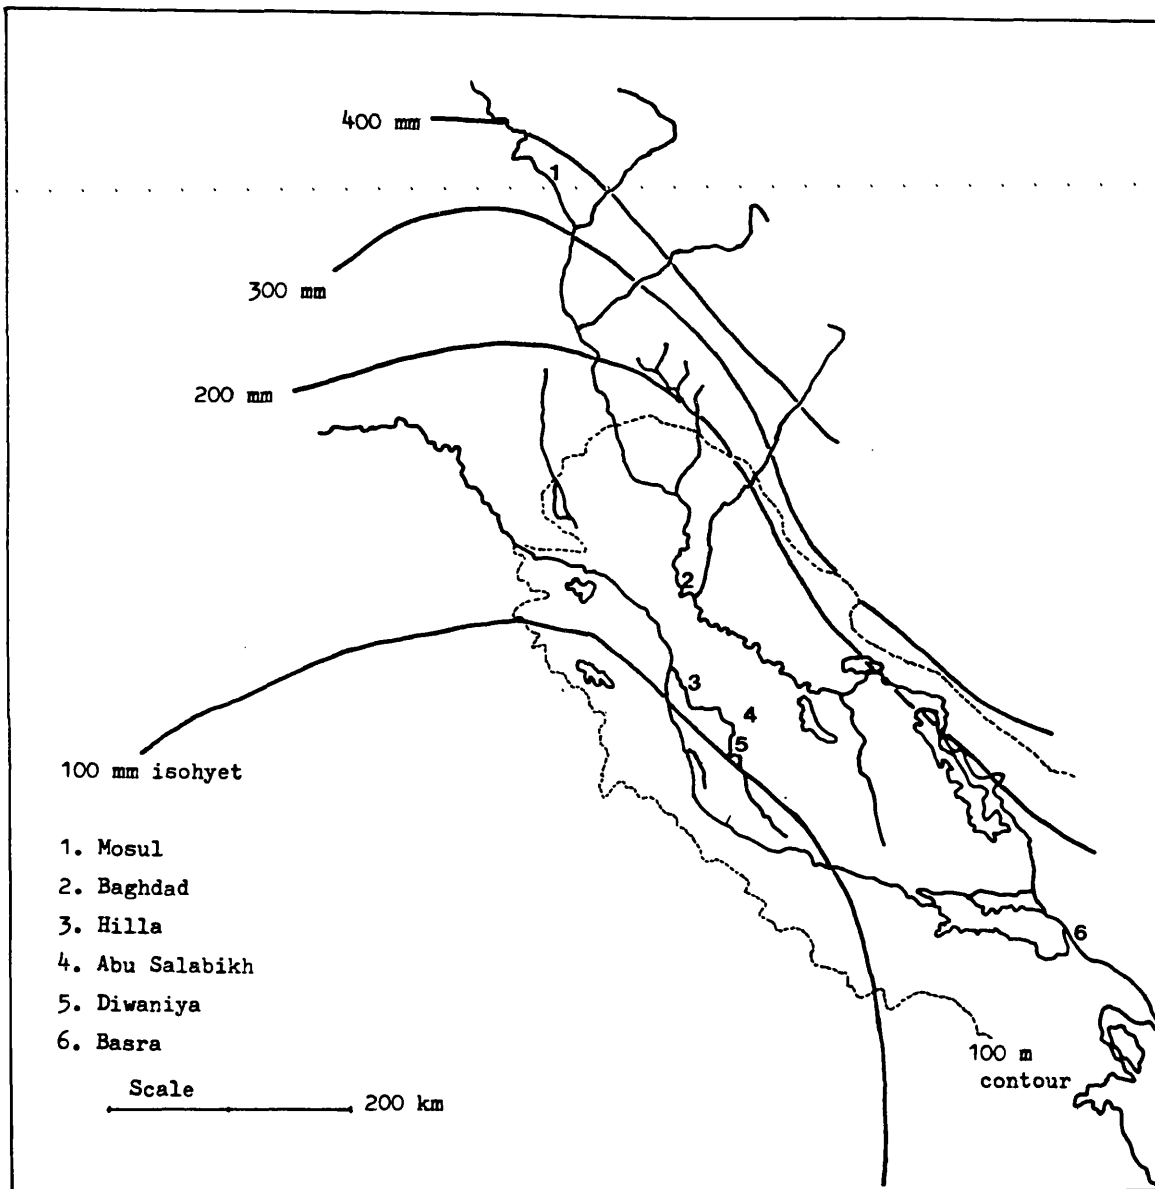 400 mm
1
300 mm
200 mm
2
3
4
5
100 mm isohyet
1. Mosul
2. Baghdad
3. Hilla
4. Abu Salabikh
5. Diwaniya
6. Basra
6
100 m
contour
Scale
200 km